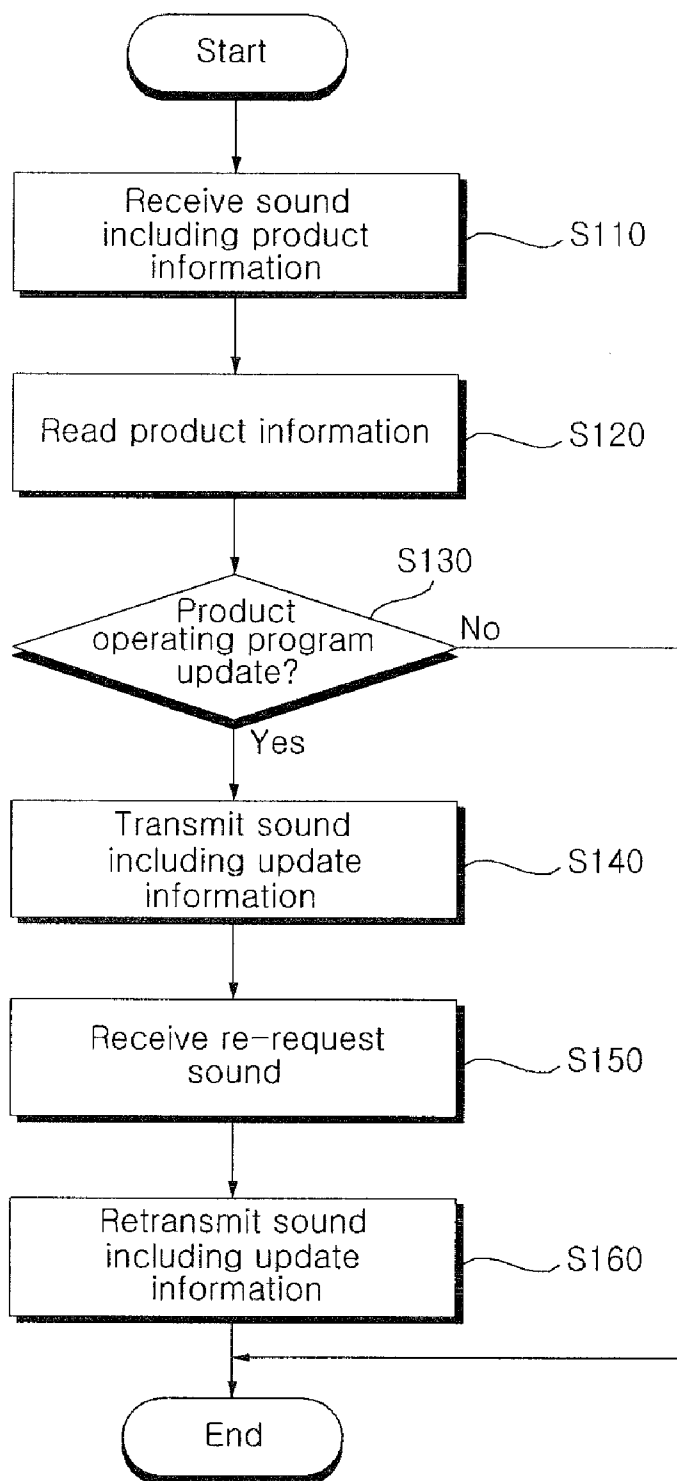 Start
Receive sound
including product
information
S110
Read product information
S120
S130
Product
operating program
update?
No
Yes
Transmit sound
including update
information
S140
Receive re-request
sound
S150
Retransmit sound
including update
information
S160
End